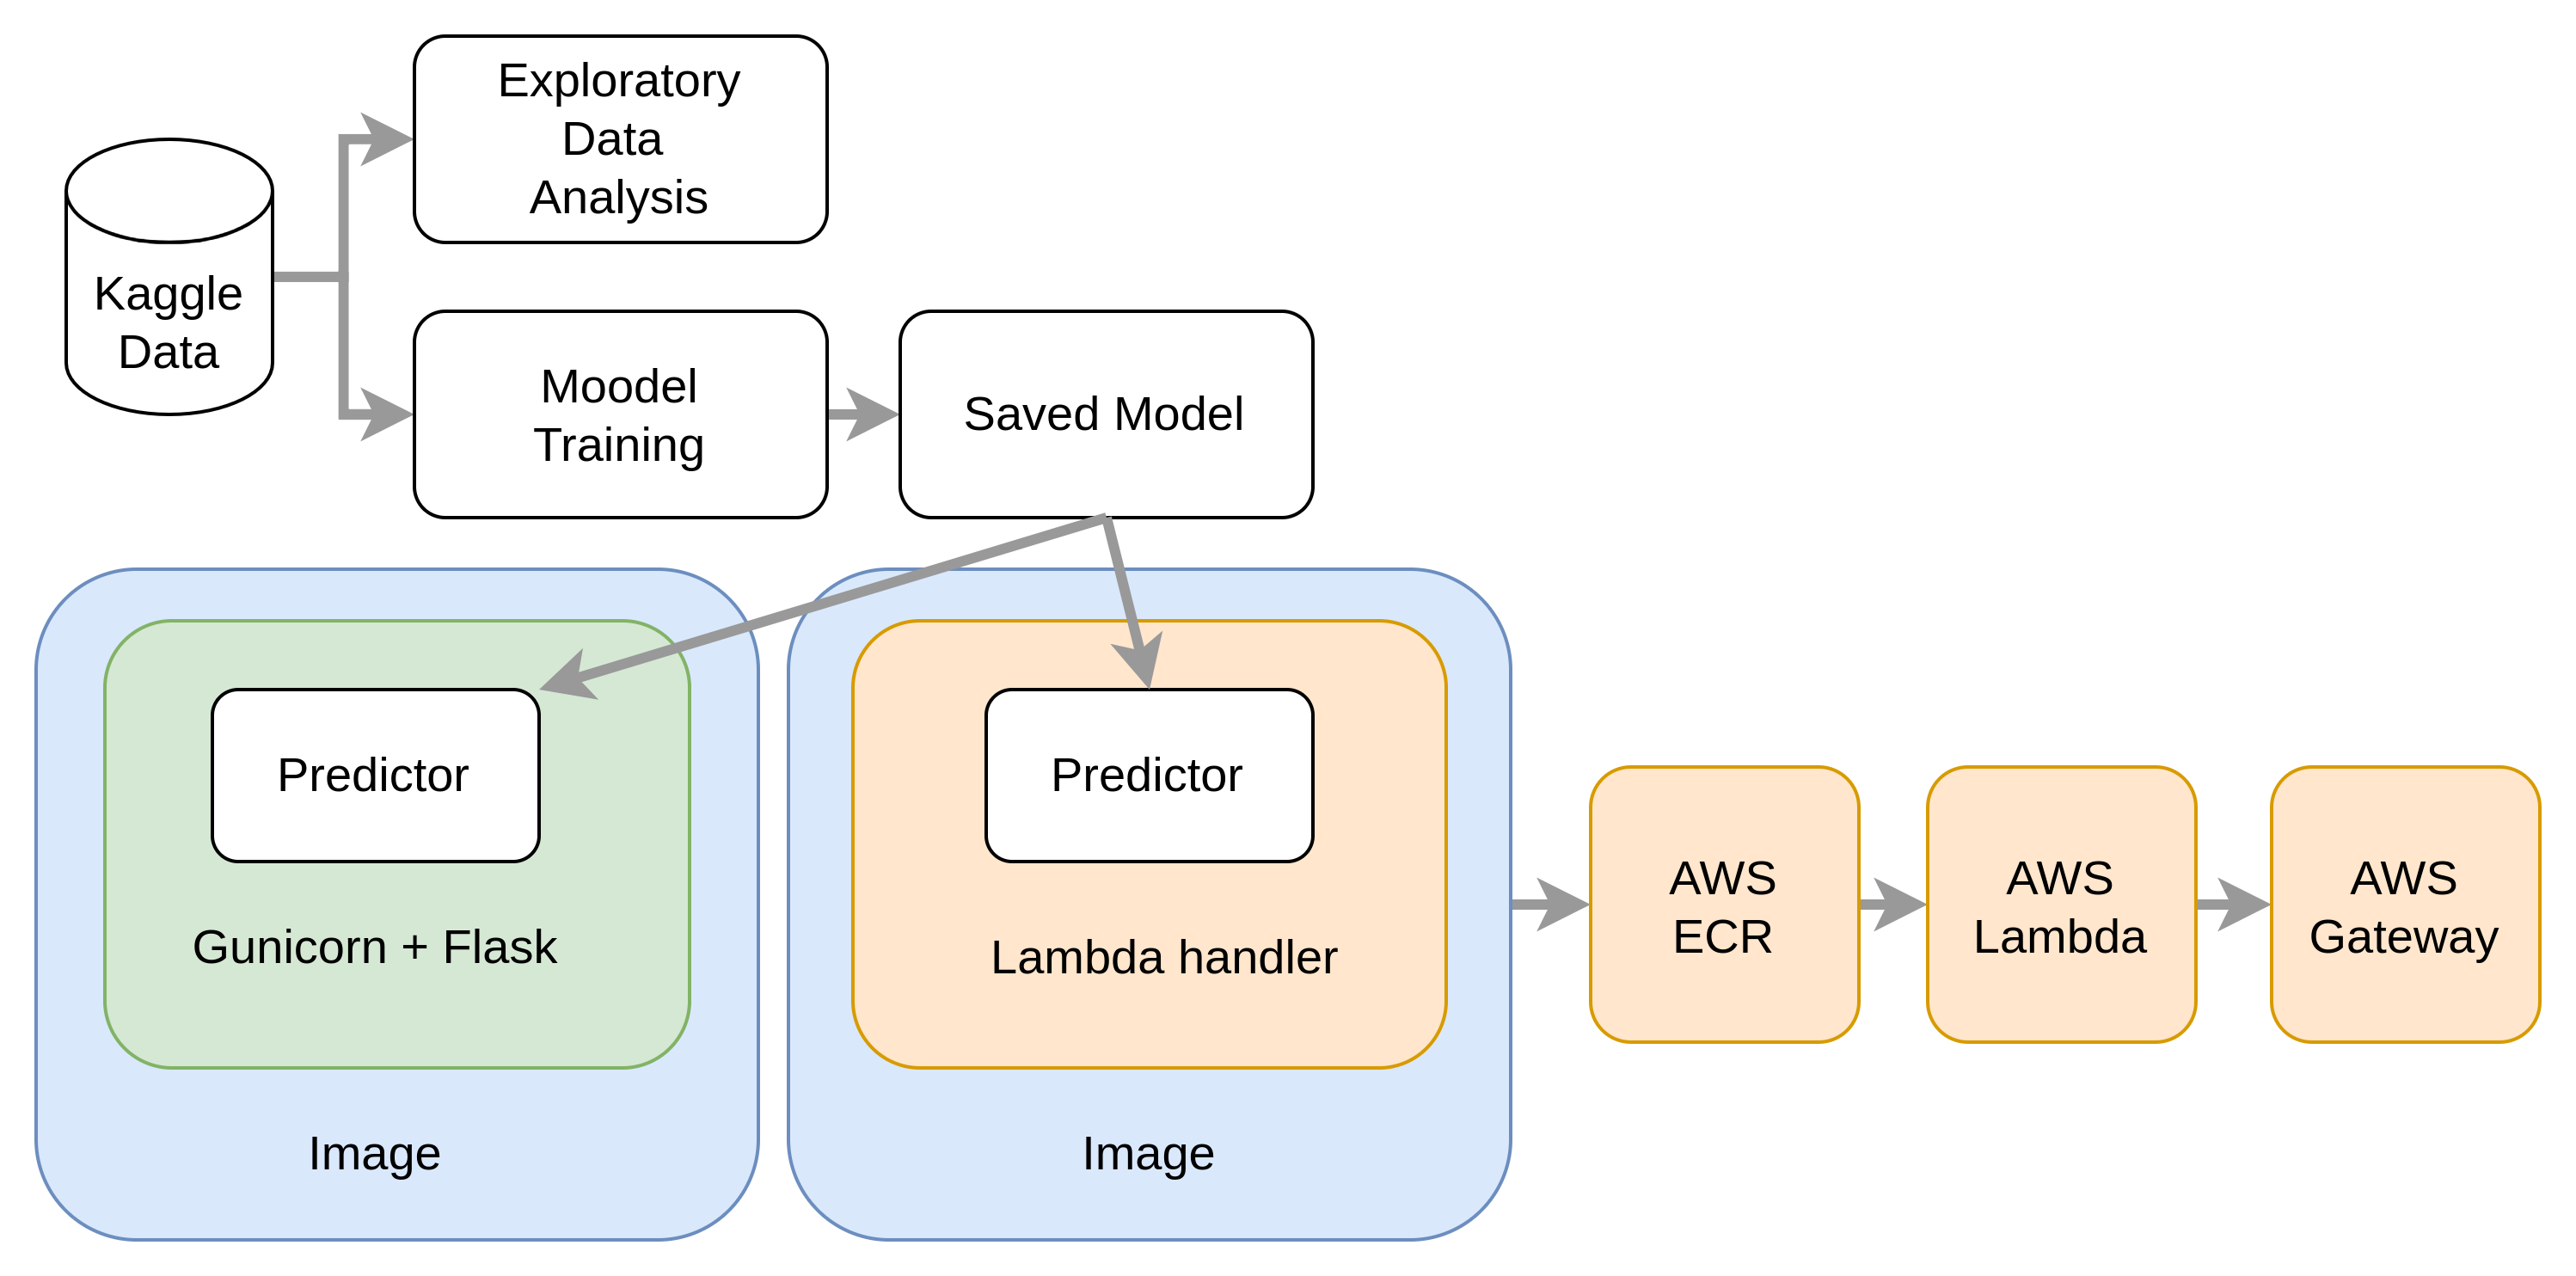 Exploratory
Data
Analysis
Kaggle
Data
Moodel
Training
Saved Model
Predictor
Gunicorn + Flask
Image
Predictor
Lambda handler
Image
AWS
ECR
AWS
Lambda
AWS
Gateway